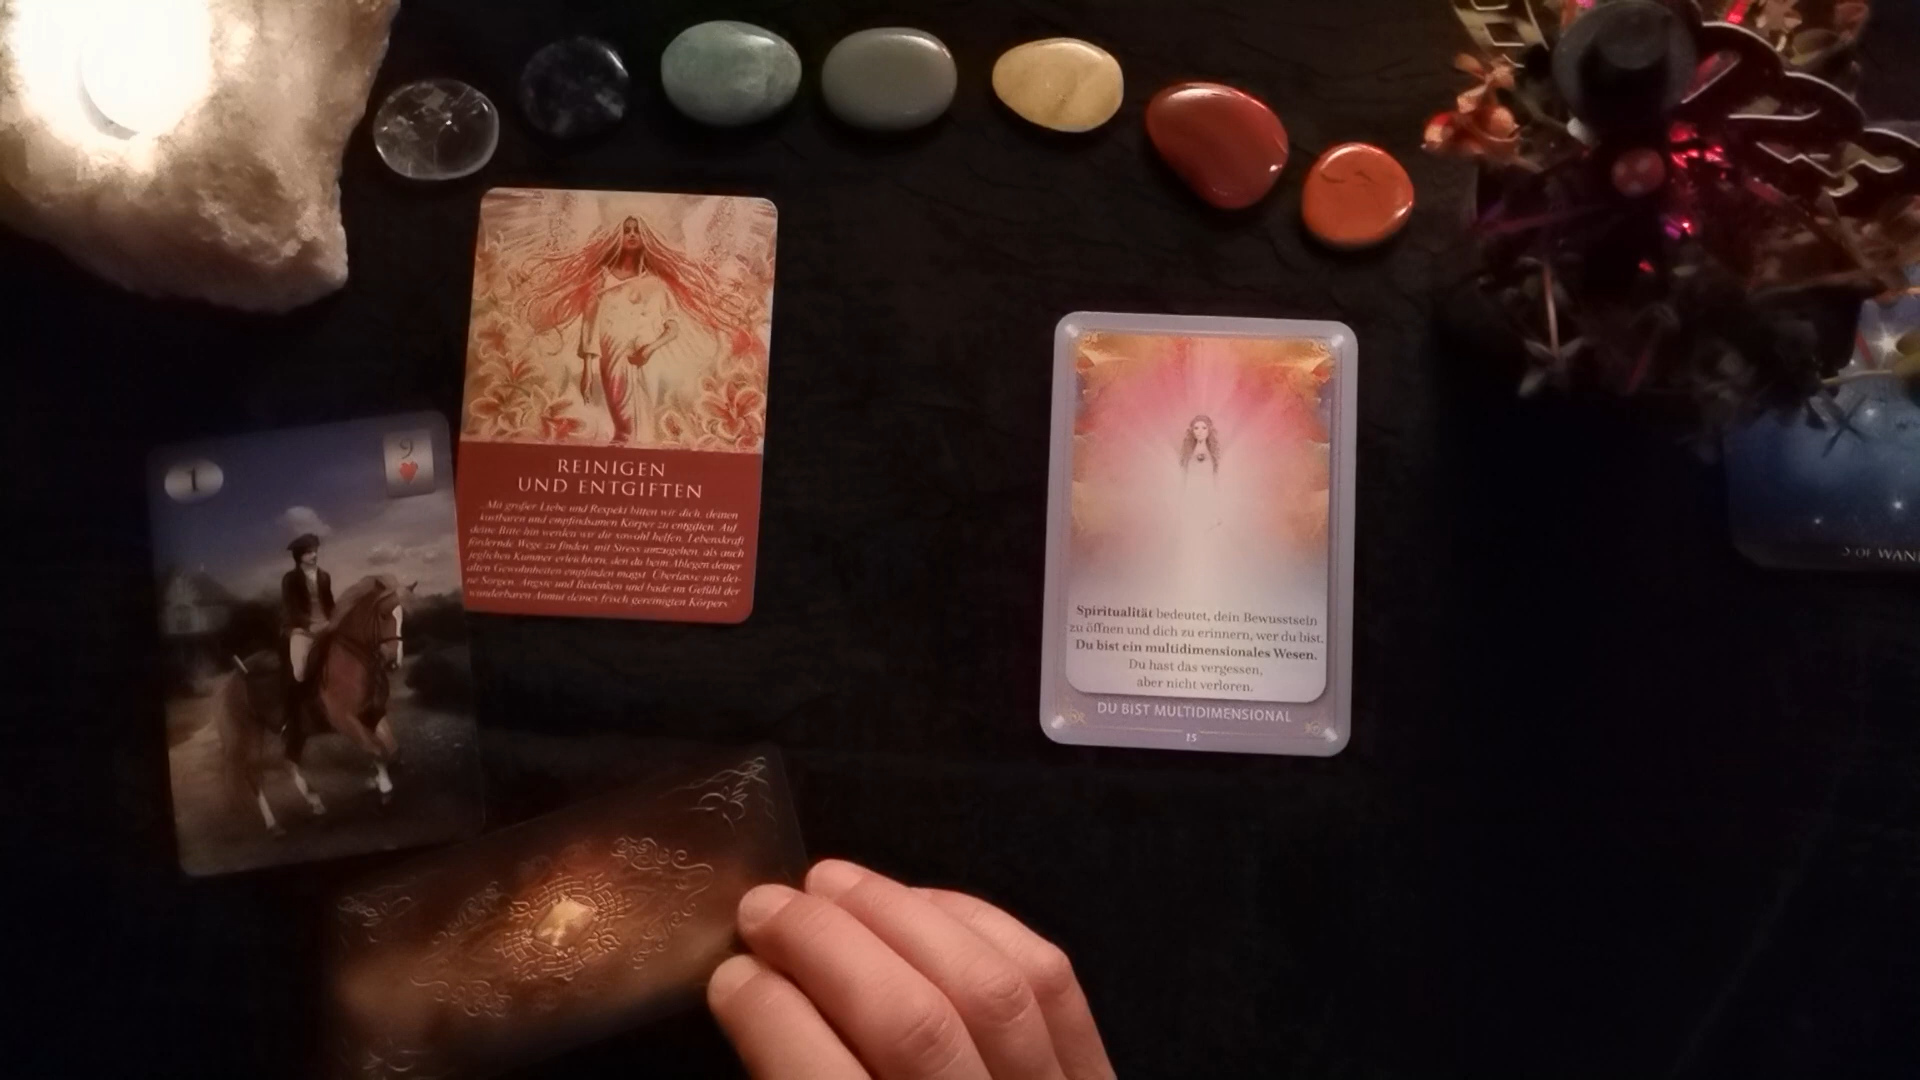 1
9
REINIGEN
UND ENTGIFTEN
„Mit großer Liebe und Respekt bitten wir dich, deinen
kostbaren und empfindsamen Körper zu entgiften. Auf
deine Bitte hin werden wir dir sowohl helfen, Lebenskraft
fördernde Wege zu finden, mit Stress umzugehen, als auch
jeglichen Kummer erleichtern, den du beim Ablegen deiner
alten Gewohnheiten empfinden magst. Überlasse uns dei-
ne Sorgen, Ängste und Bedenken und bade im Gefühl der
wunderbaren Anmut deines frisch gereinigten Körpers.“
Spiritualität bedeutet, dein Bewusstsein
zu öffnen und dich zu erinnern, wer du bist.
Du bist ein multidimensionales Wesen.
Du hast das vergessen,
aber nicht verloren.
DU BIST MULTIDIMENSIONAL
15
OF WAN